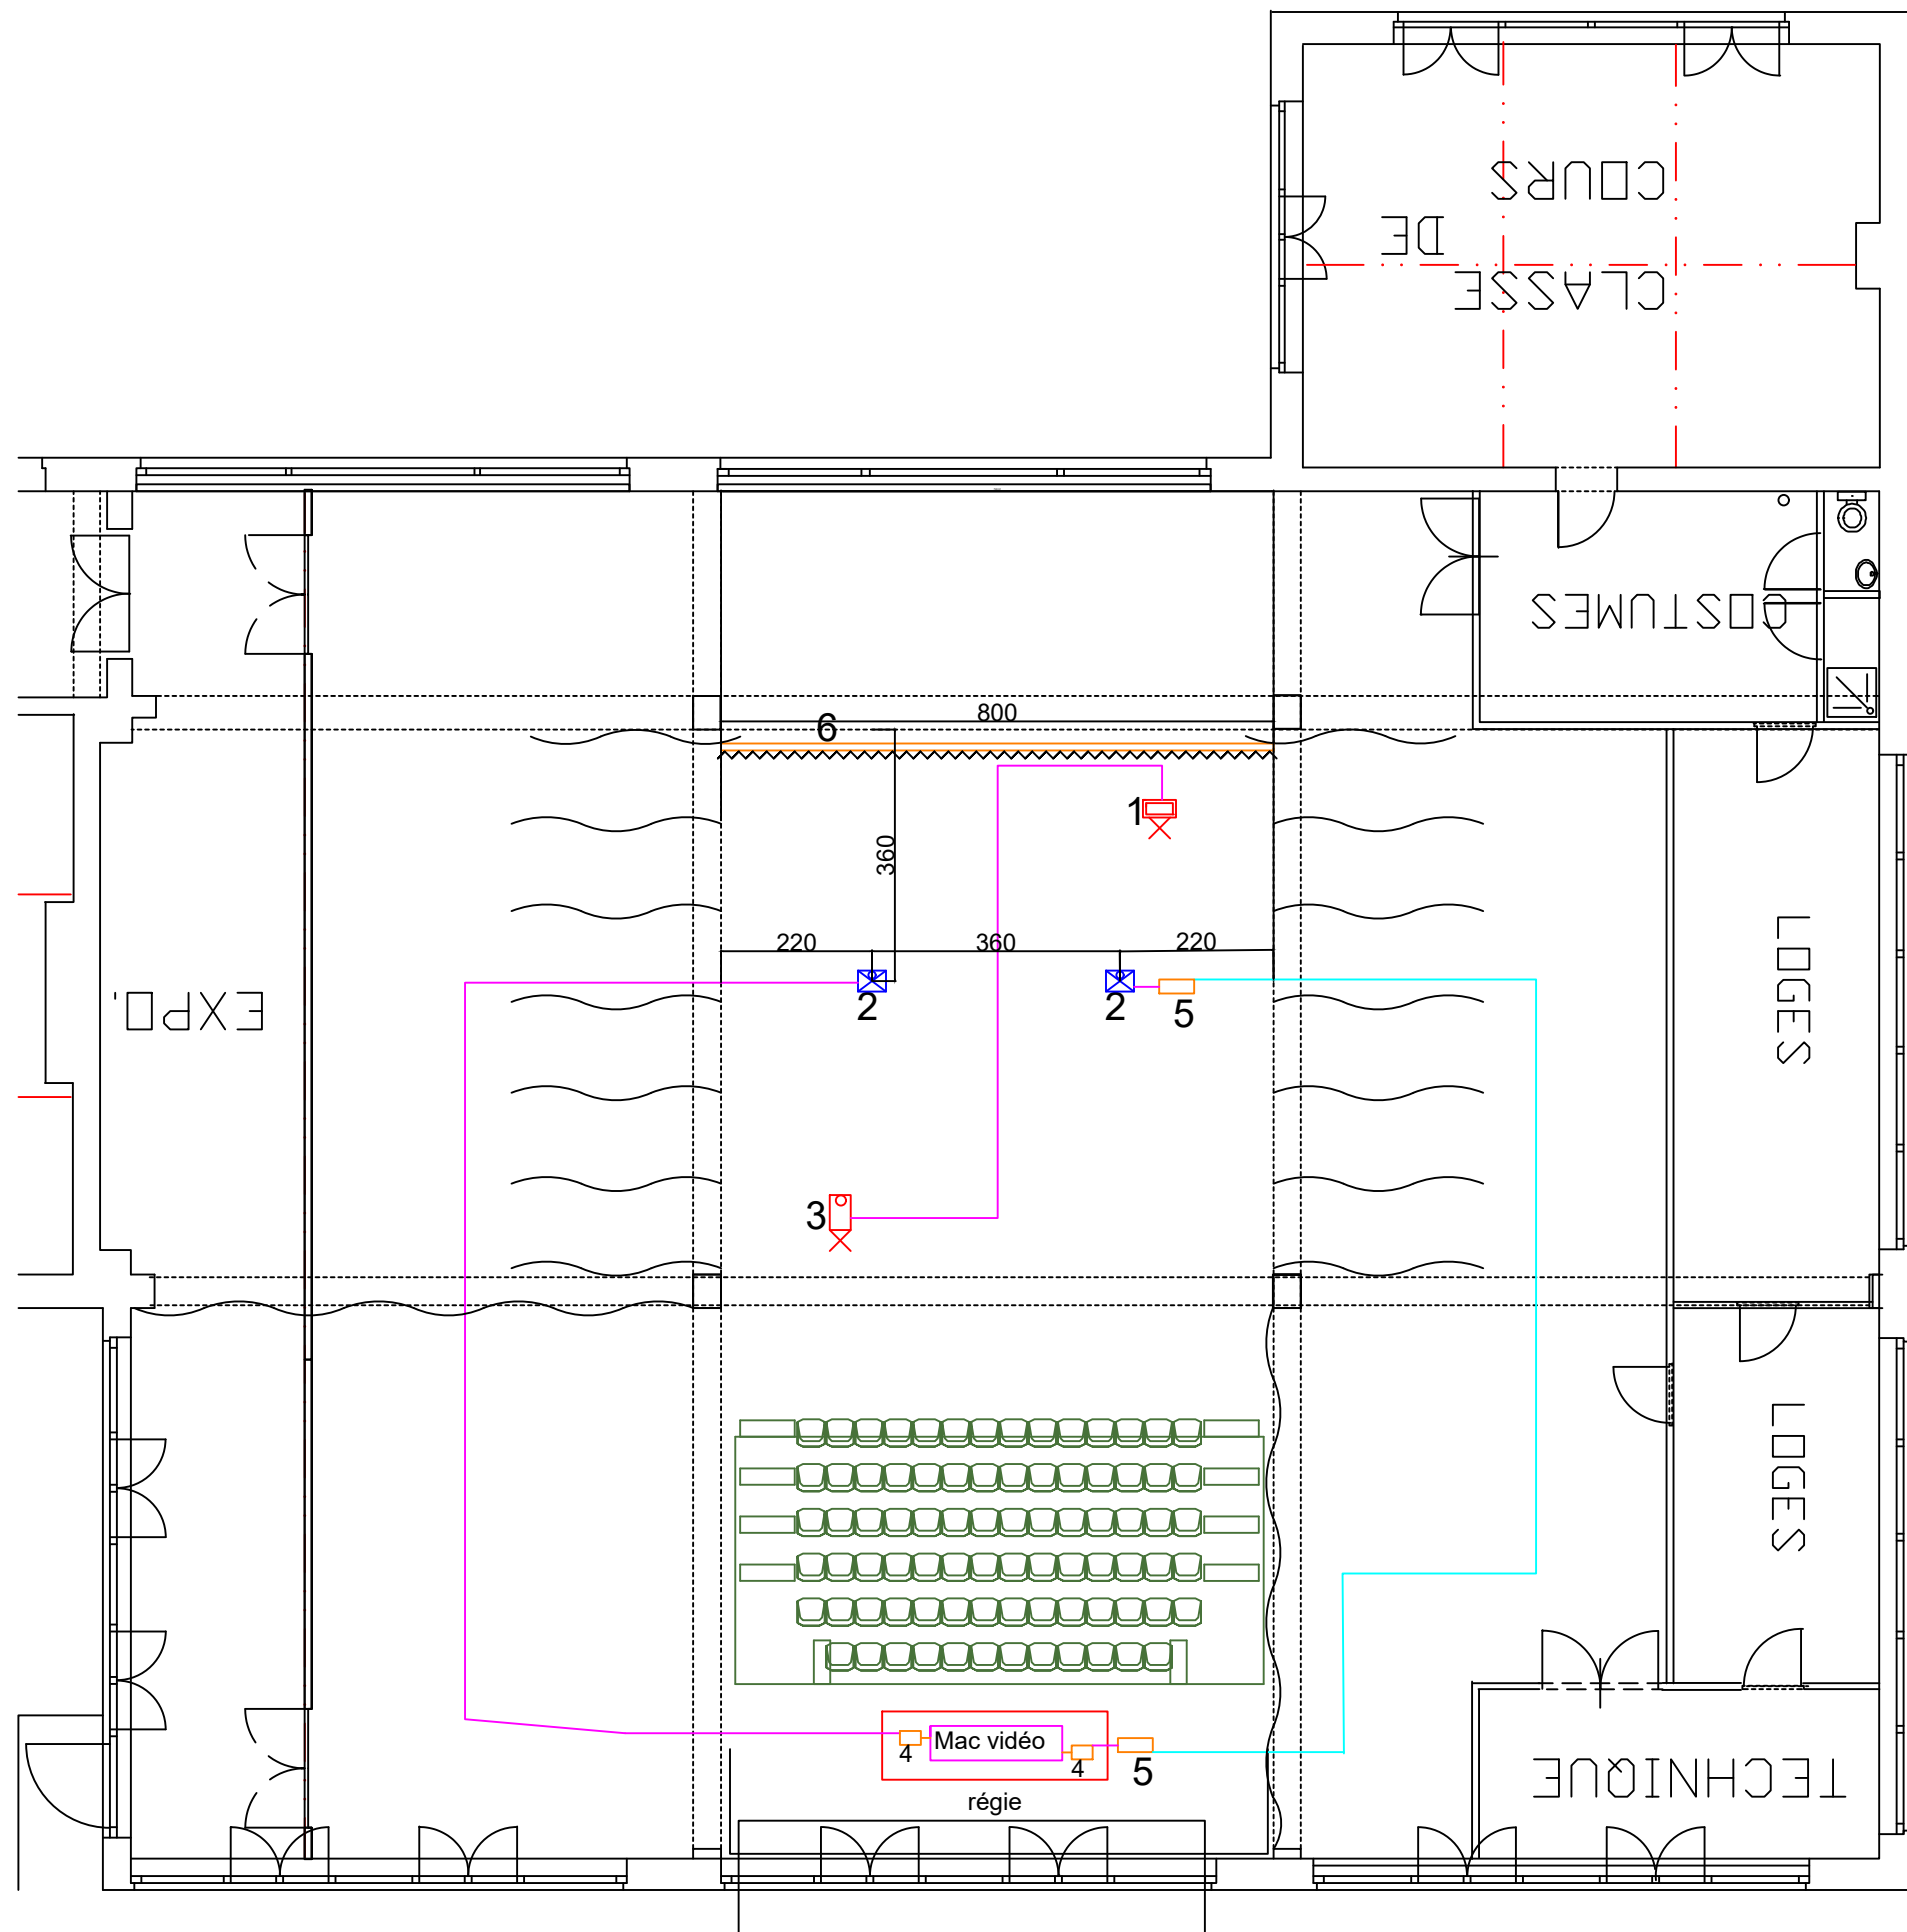 COURS
DE
CLASSE
COSTUMES
800
6
1
360
220
360
220
2
2
5
EXPO.
LOGES
3
LOGES
Mac vidéo
4
4
5
régie
TECHNIQUE